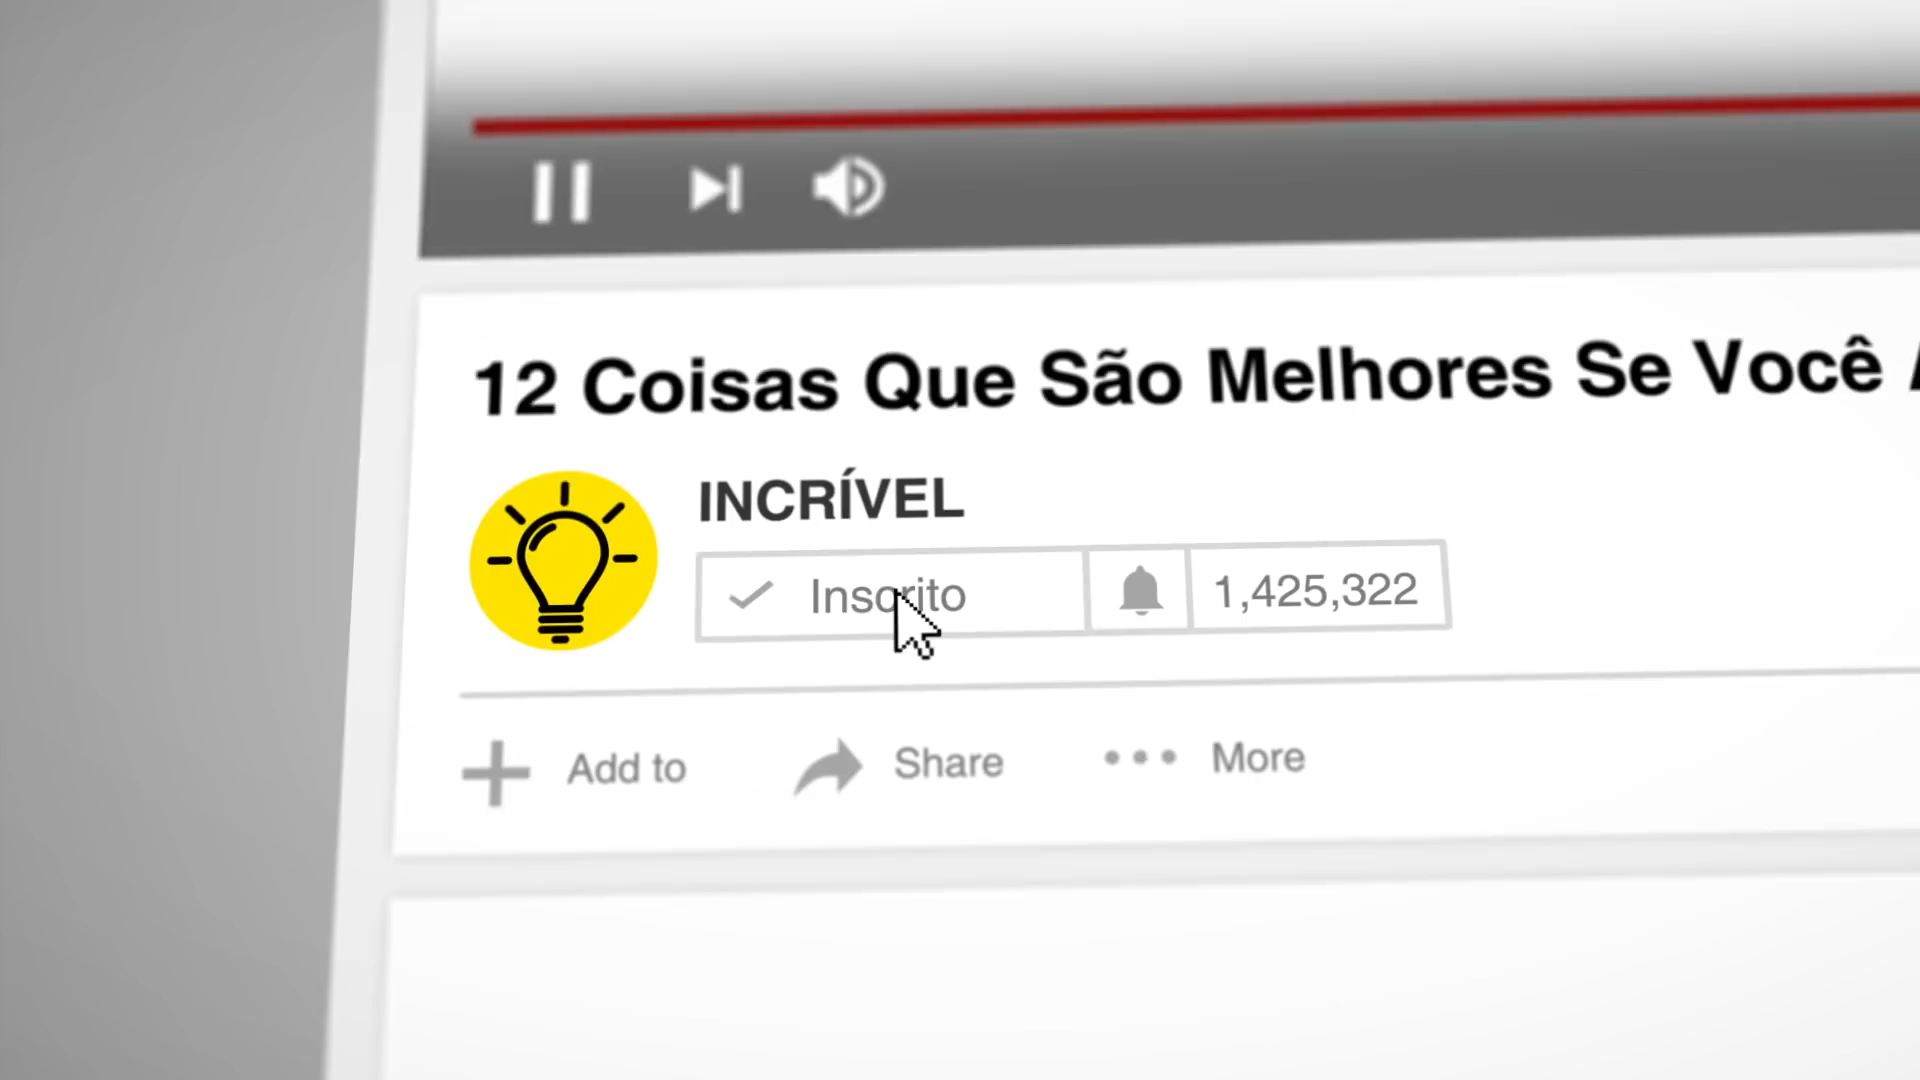 12 Coisas Que São Melhores Se Você
INCRÍVEL
Inscrito 1,425,322
Add to Share More